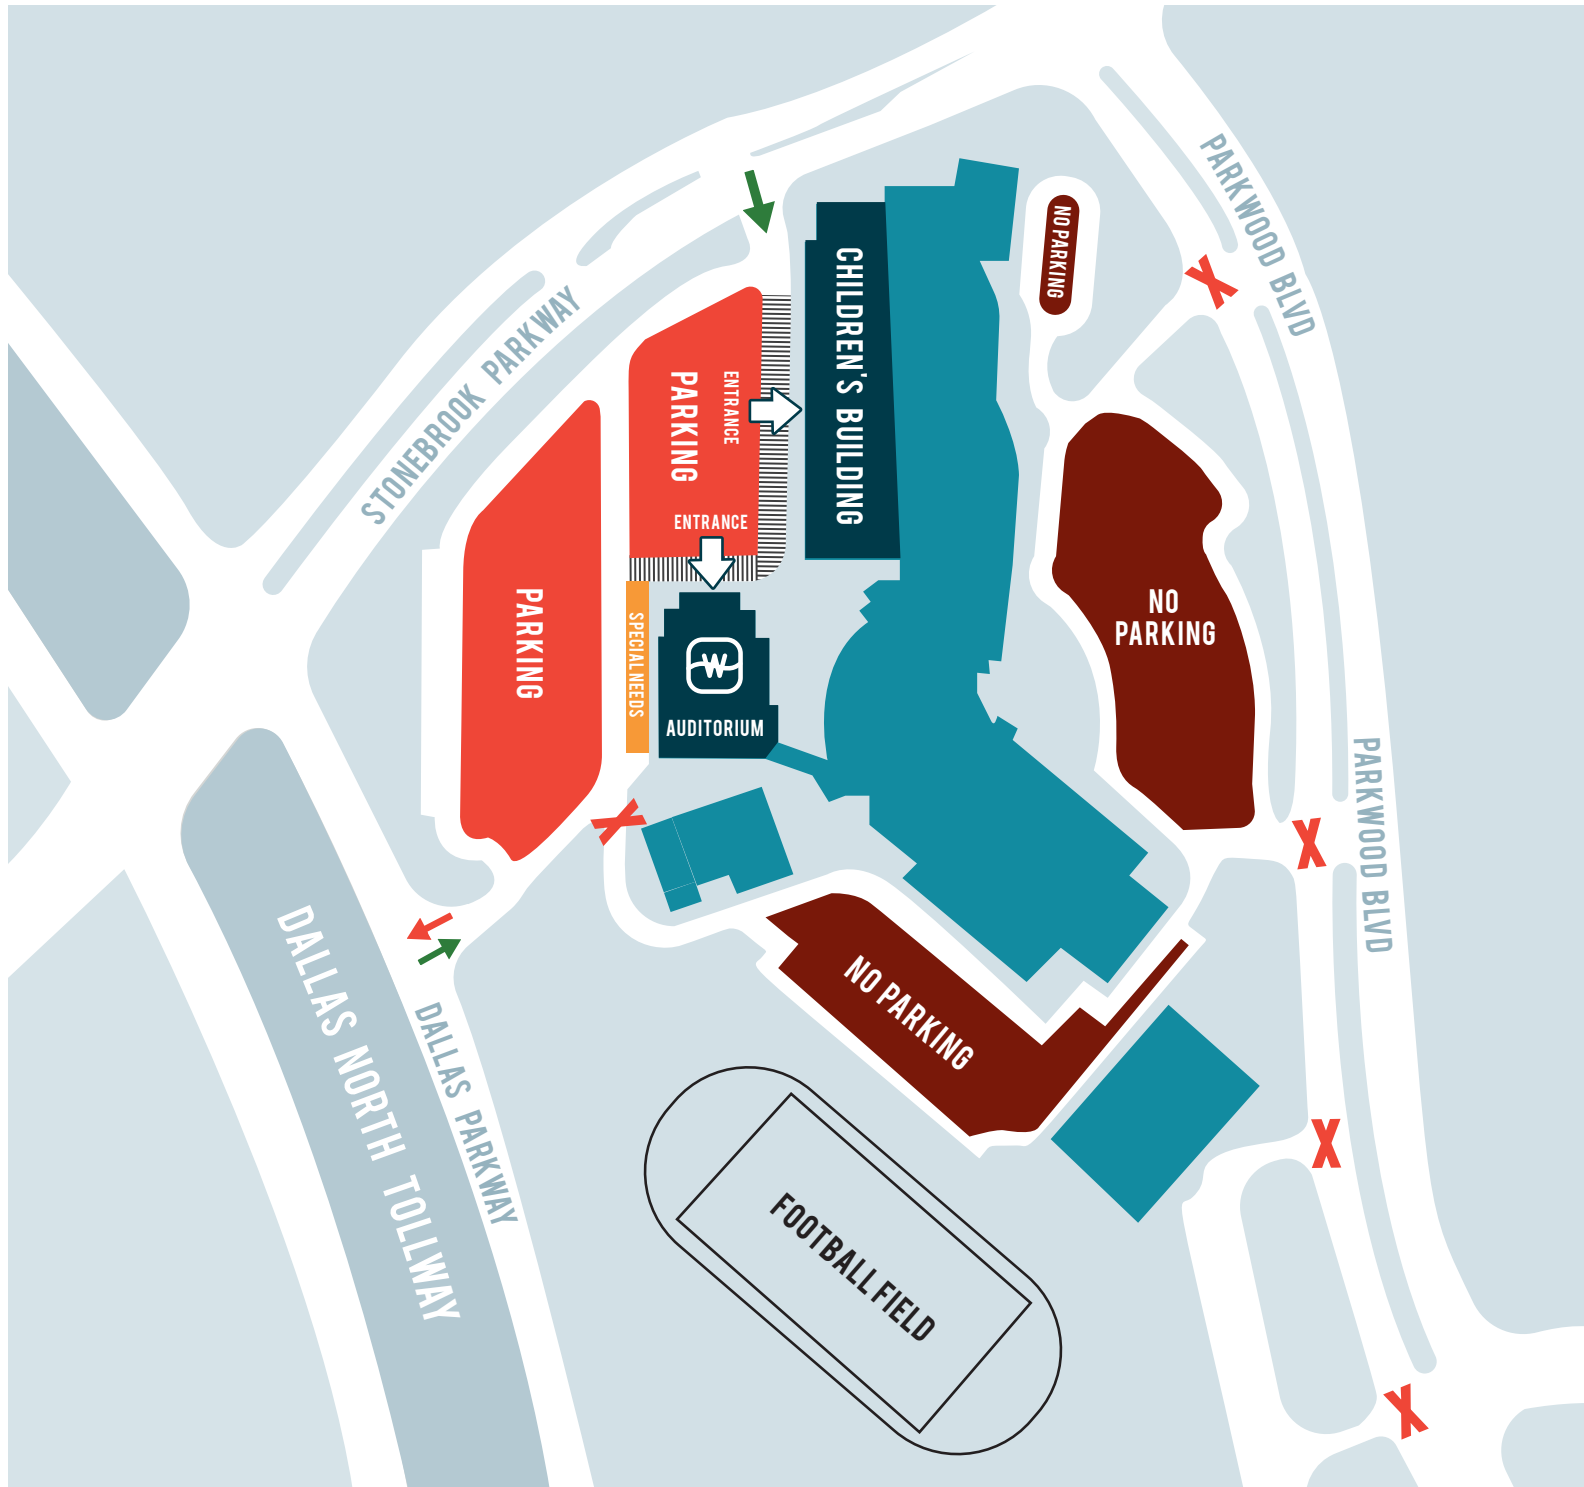 PARKWOOD BLVD
NO PARKING
CHILDREN'S BUILDING
STONEBROOK PARKWAY
PARKING
ENTRANCE
ENTRANCE
PARKING
SPECIAL NEEDS
W
AUDITORIUM
NO
PARKING
PARKWOOD BLVD
NO PARKING
DALLAS NORTH TOLLWAY
DALLAS PARKWAY
FOOTBALL FIELD